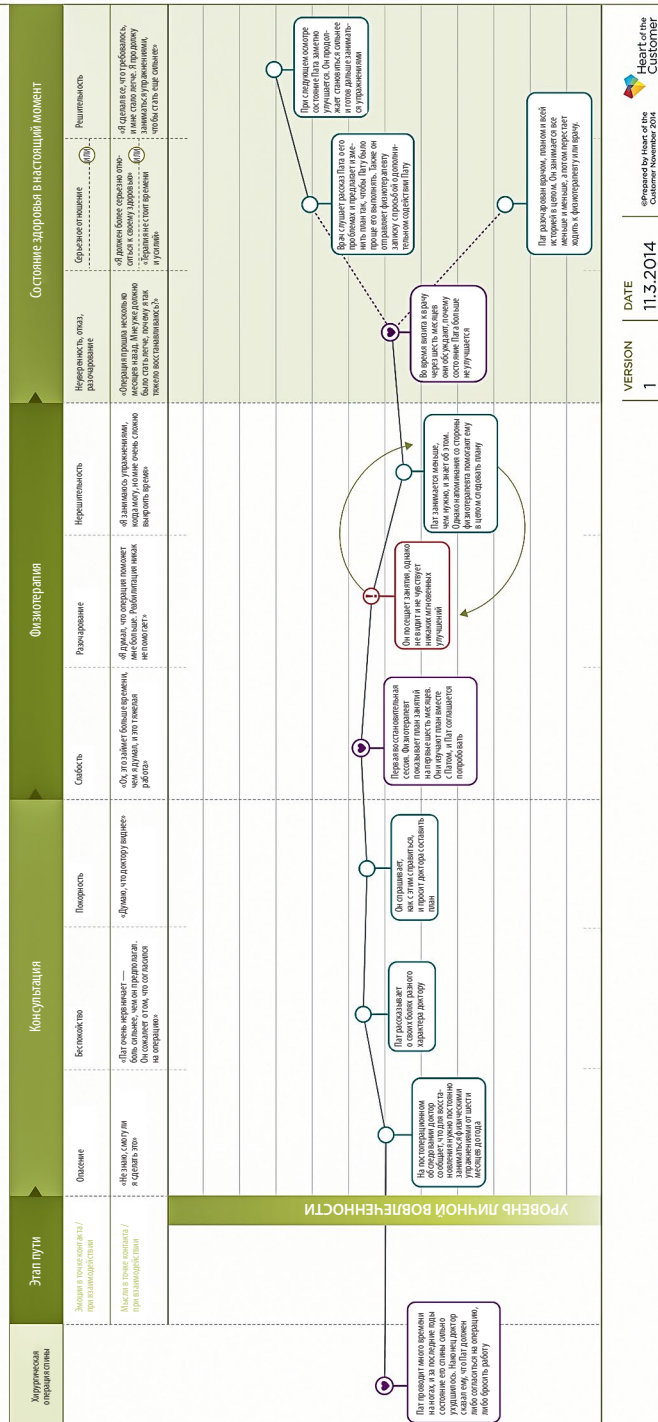 Хирургическая
операция спины
Этап пути
Консультация
Физиотерапия
Состояние здоровья в настоящий момент
Эмоции в точке контакта /
при взаимодействии
Опасение
Беспокойство
Покорность
Слабость
Разочарование
Нерешительность
Неуверенность, отказ,
разочарование
Серьезное отношение
ИЛИ
Решительность
Мысли в точке контакта /
при взаимодействии
«Не знаю, смогу ли
я сделать это»
«Пат очень нервничает —
боль сильнее, чем он предполагал.
Он сожалеет о том, что согласился
на операцию»
«Думаю, что доктору виднее»
«Ох, это займет больше времени,
чем я думал, и это тяжелая
работа»
«Я думал, что операция поможет
мне больше. Реабилитация никак
не помогает»
«Я занимаюсь упражнениями,
когда могу, но мне очень сложно
выкроить время»
«Операция прошла несколько
месяцев назад. Мне уже должно
было стать легче, почему я так
тяжело восстанавливаюсь?»
«Я должен более серьезно отно-
ситься к своему здоровью»
ИЛИ
«Терапия не стоит времени
и усилий»
«Я сделал все, что требовалось,
и мне стало легче. Я продолжу
заниматься упражнениями,
чтобы стать еще сильнее»
УРОВЕНЬ ЛИЧНОЙ ВОВЛЕЧЕННОСТИ
Пат проводит много времени
на ногах, и за последние годы
состояние его спины сильно
ухудшилось. Наконец доктор
сказал ему, что Пат должен
либо согласиться на операцию,
либо бросить работу
На постоперационном
обследовании доктор
сообщает, что для восста-
новления нужно постоянно
заниматься физическими
упражнениями от шести
месяцев до года
Пат рассказывает
о своих болях разного
характера доктору
Он спрашивает,
как с этим справиться,
и просит доктора составить
план
Первая восстановительная
сессия. Физиотерапевт
показывает план занятий
на первые шесть месяцев.
Они изучают план вместе
с Патом, и Пат соглашается
попробовать
Он посещает занятия, однако
не видит и не чувствует
никаких мгновенных
улучшений
Пат занимается меньше,
чем нужно, и знает об этом.
Однако напоминания со стороны
физиотерапевта помогают ему
в целом следовать плану
Во время визита к врачу
через шесть месяцев
они обсуждают, почему
состояние Пата больше
не улучшается
Врач слушает рассказ Пата о его
проблемах и предлагает изме-
нить план так, чтобы Пату было
проще его выполнять. Также он
отправляет физиотерапевту
записку с просьбой о дополни-
тельном содействии Пату
При следующем осмотре
состояние Пата заметно
улучшается. Он продол-
жает становиться сильнее
и готов дальше занимать-
ся упражнениями
Пат разочарован врачом, планом и всей
историей в целом. Он занимается все
меньше и меньше, а потом перестает
ходить к физиотерапевту или врачу.
VERSION
1
DATE
11.3.2014
©Prepared by Heart of the
Customer November 2014
Heart of the
Customer